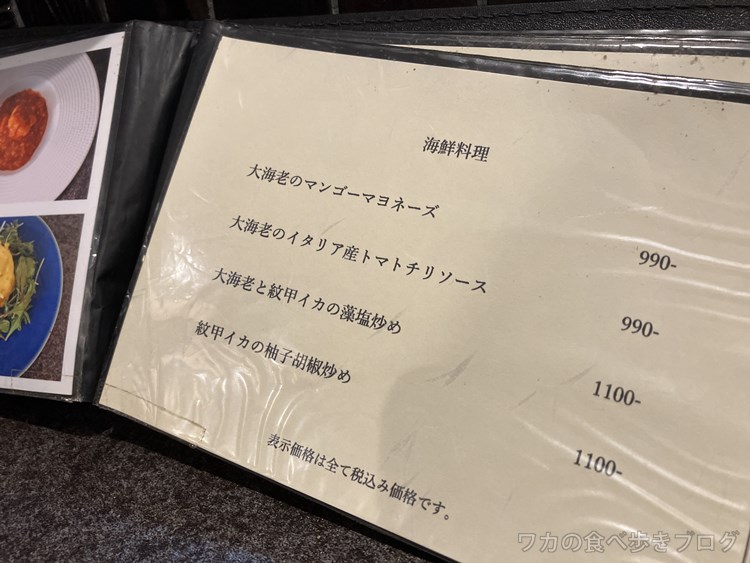 海鮮料理
大海老のマンゴーマヨネーズ 990-
大海老のイタリア産トマトチリソース 990-
大海老と紋甲イカの藻塩炒め 1100-
紋甲イカの柚子胡椒炒め 1100-
表示価格は全て税込み価格です。
ワカの食べ歩きブログ